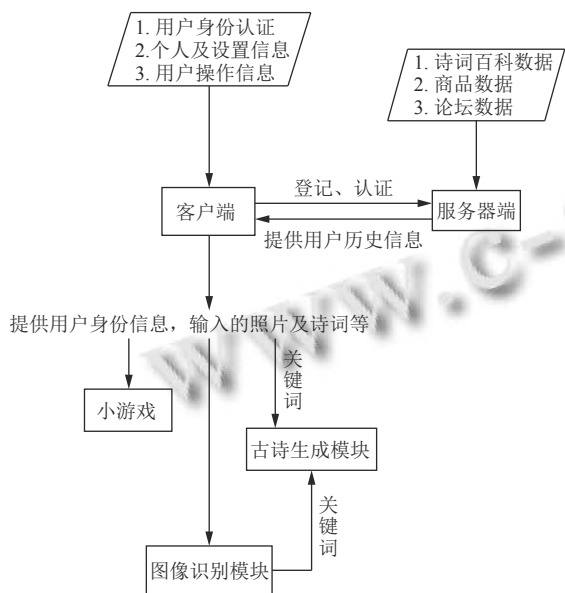 1. 用户身份认证
2.个人及设置信息
3. 用户操作信息
1. 诗词百科数据
2. 商品数据
3. 论坛数据
登记、认证
客户端
服务器端
提供用户历史信息
www.c-
提供用户身份信息，输入的照片及诗词等
关键词
小游戏
古诗生成模块
关键词
图像识别模块